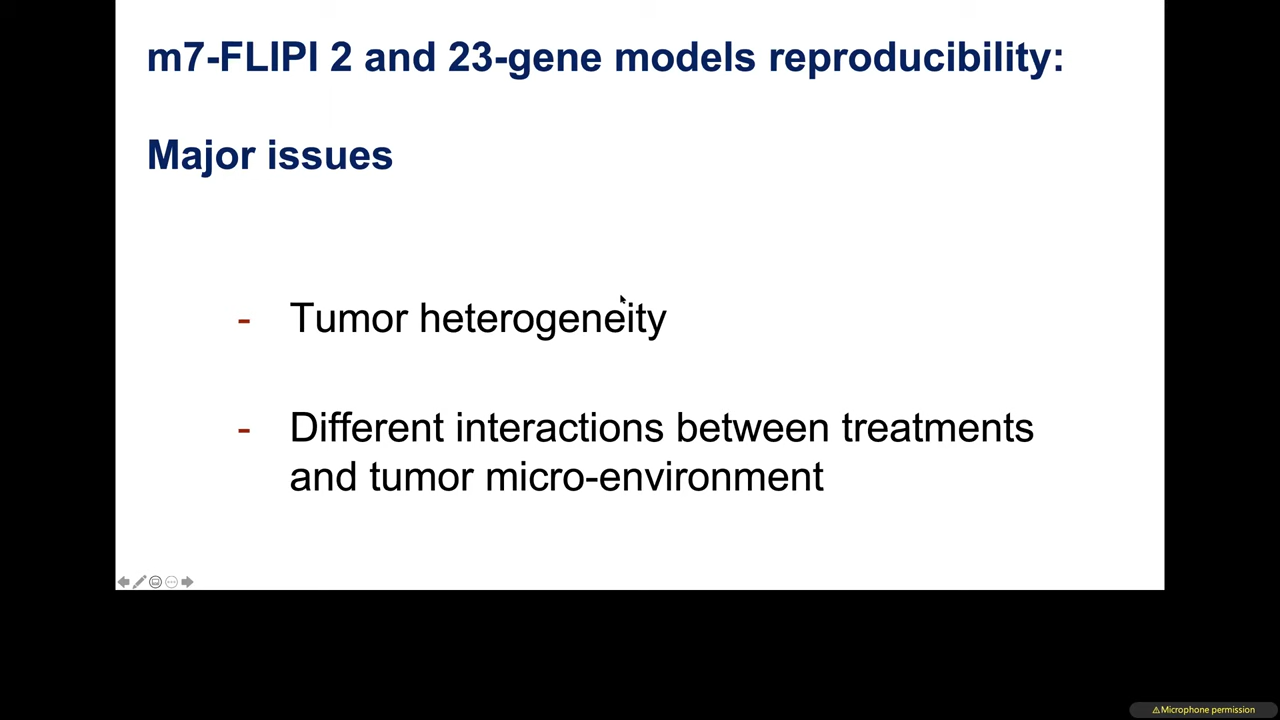 m7-FLIPI 2 and 23-gene models reproducibility:
Major issues
- Tumor heterogeneity
- Different interactions between treatments
and tumor micro-environment
⚠Microphone permission